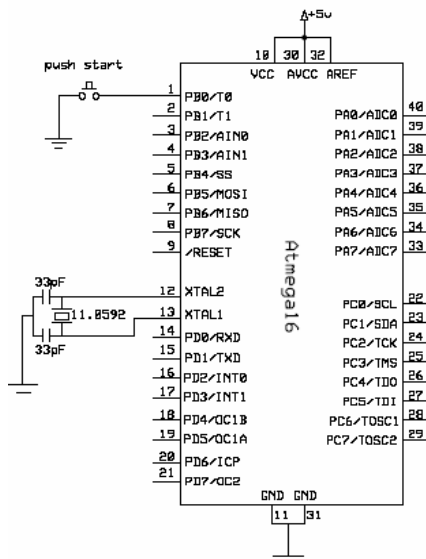 +5v
10 30 32
VCC AVCC AREF
push start
1 PB0/T0
2 PB1/T1
3 PB2/AIN0
4 PB3/AIN1
5 PB4/SS
6 PB5/MOSI
7 PB6/MISO
8 PB7/SCK
9 /RESET
12 XTAL2
13 XTAL1
14 PD0/RXD
15 PD1/TXD
16 PD2/INT0
17 PD3/INT1
18 PD4/OC1B
19 PD5/OC1A
20 PD6/ICP
21 PD7/OC2
33pF
11.0592
33pF
Atmega16
PA0/ADC0 40
PA1/ADC1 39
PA2/ADC2 38
PA3/ADC3 37
PA4/ADC4 36
PA5/ADC5 35
PA6/ADC6 34
PA7/ADC7 33
PC0/SCL 22
PC1/SDA 23
PC2/TCK 24
PC3/TMS 25
PC4/TDO 26
PC5/TDI 27
PC6/TOSC1 28
PC7/TOSC2 29
GND GND
11 31